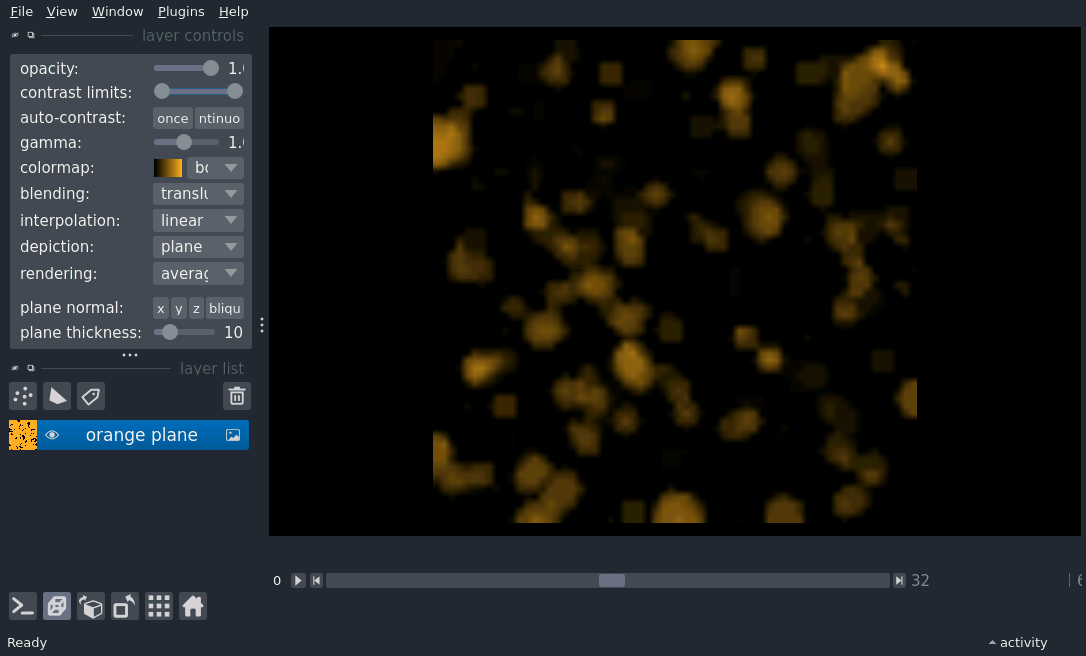 File View Window Plugins Help
layer controls
opacity: 1.
contrast limits:
auto-contrast: once ntinuo
gamma: 1.
colormap: bo
blending: translu
interpolation: linear
depiction: plane
rendering: averag
plane normal: x y z bliqu
plane thickness: 10
layer list
orange plane
0 32
Ready activity